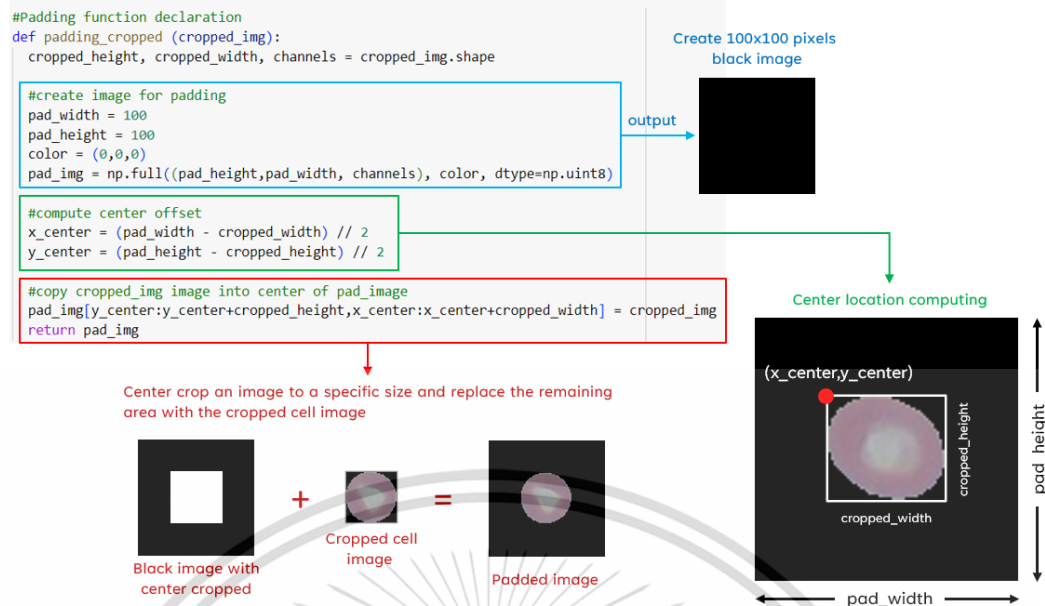 #Padding function declaration
def padding_cropped (cropped_img):
cropped_height, cropped_width, channels = cropped_img.shape
#create image for padding
pad_width = 100
pad_height = 100
color = (0,0,0)
pad_img = np.full((pad_height,pad_width, channels), color, dtype=np.uint8)
output
Create 100x100 pixels
black image
#compute center offset
x_center = (pad_width - cropped_width) // 2
y_center = (pad_height - cropped_height) // 2
#copy cropped_img image into center of pad_image
pad_img[y_center:y_center+cropped_height,x_center:x_center+cropped_width] = cropped_img
return pad_img
Center location computing
(x_center,y_center)
cropped_height
cropped_width
pad_height
pad_width
Center crop an image to a specific size and replace the remaining
area with the cropped cell image
+
=
Black image with
center cropped
Cropped cell
image
Padded image